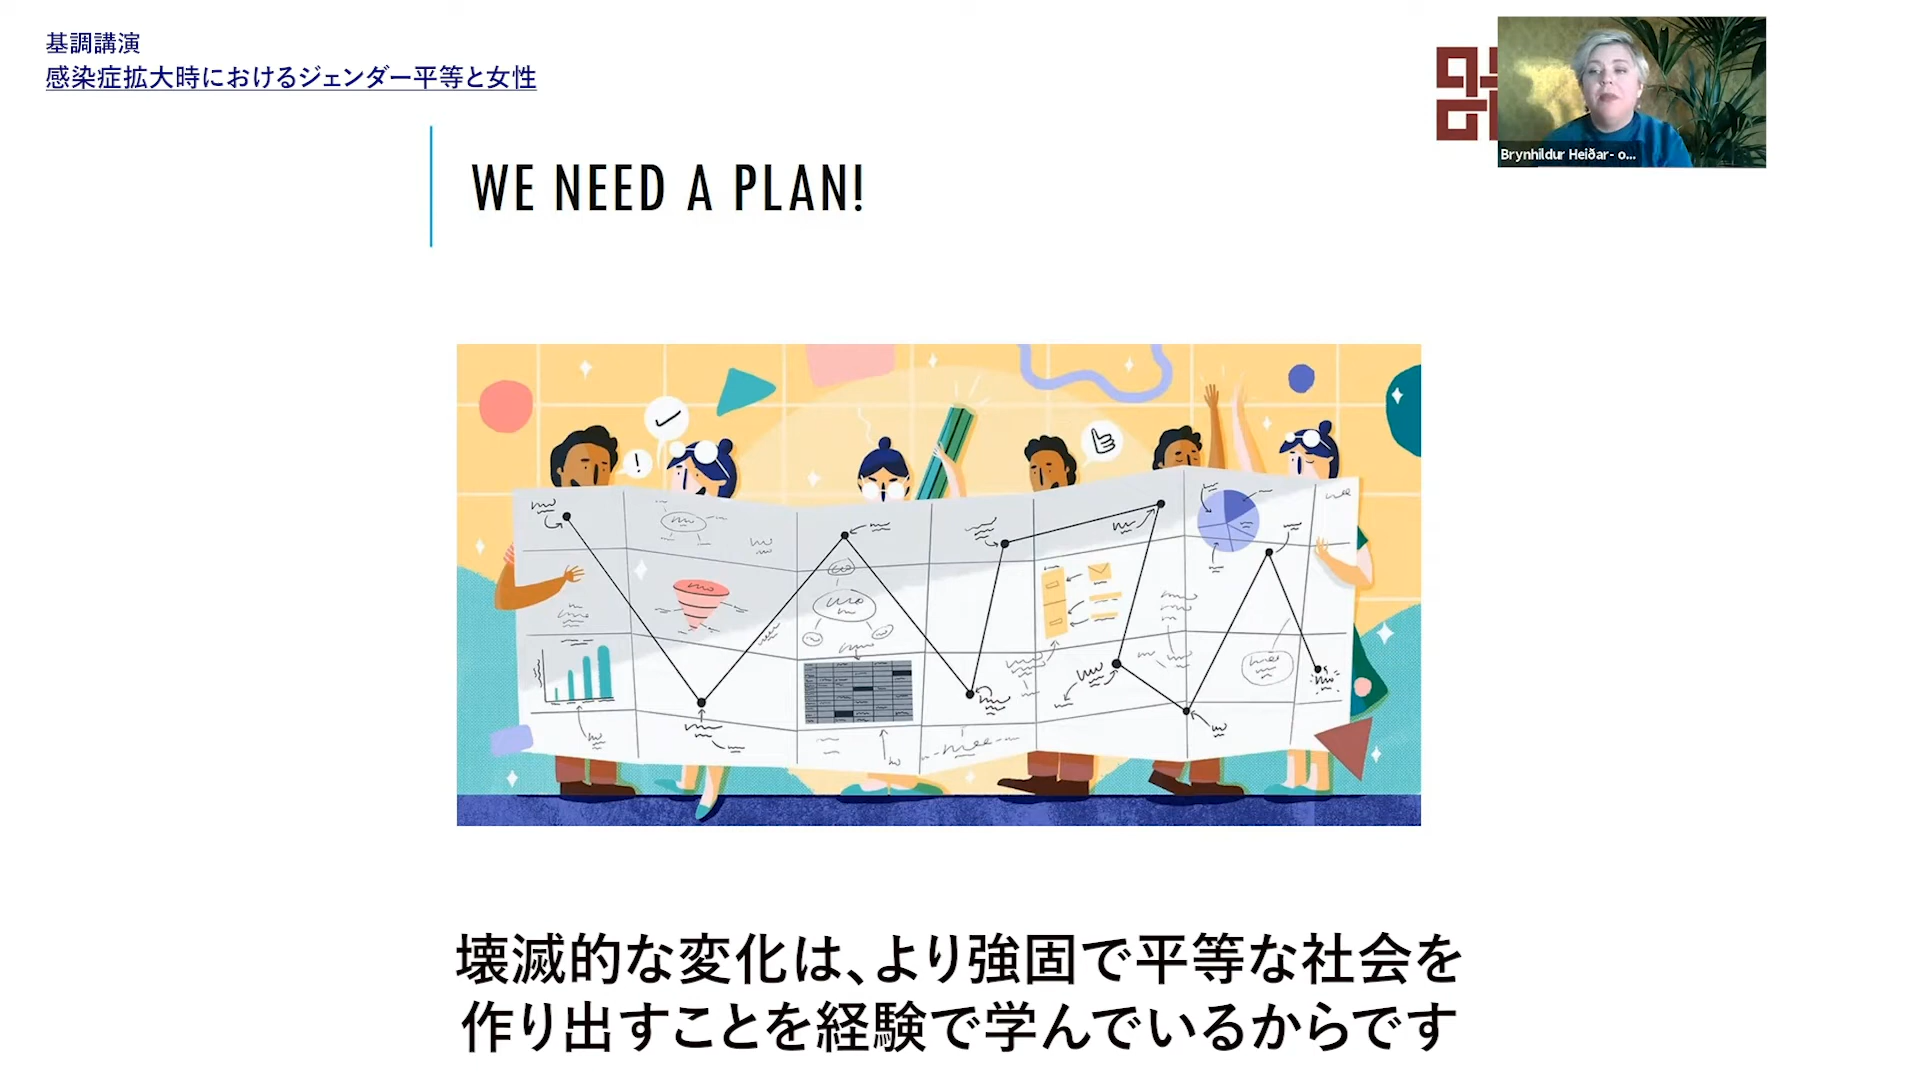 基調講演
感染症拡大時におけるジェンダー平等と女性
WE NEED A PLAN!
Brynhildur Heiðar- o...
壊滅的な変化は、より強固で平等な社会を
作り出すことを経験で学んでいるからです